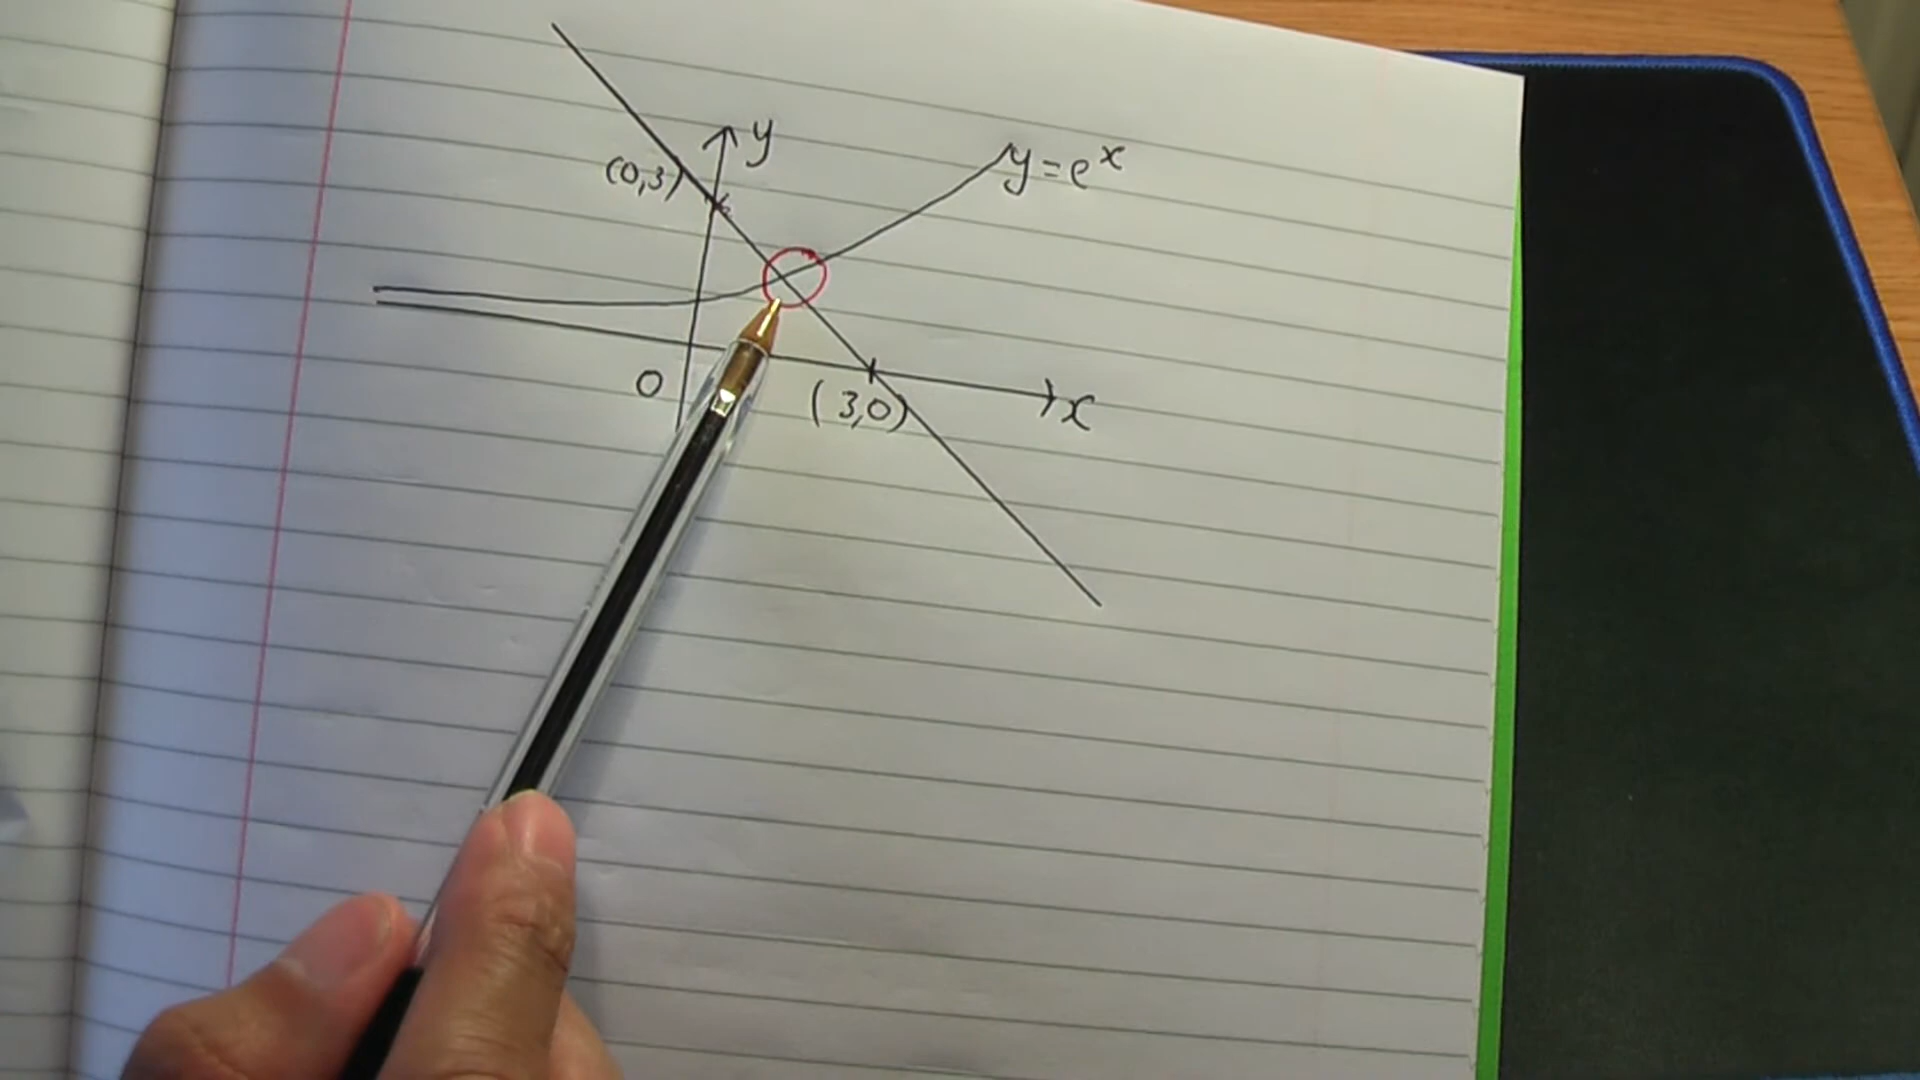 y
(0,3)
y=e^x
0
(3,0)
x